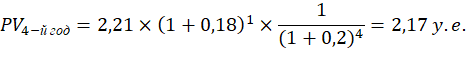 PV₄₋й год = 2,21 × (1 + 0,18)¹ × 1/(1 + 0,2)⁴ = 2,17 у.е.